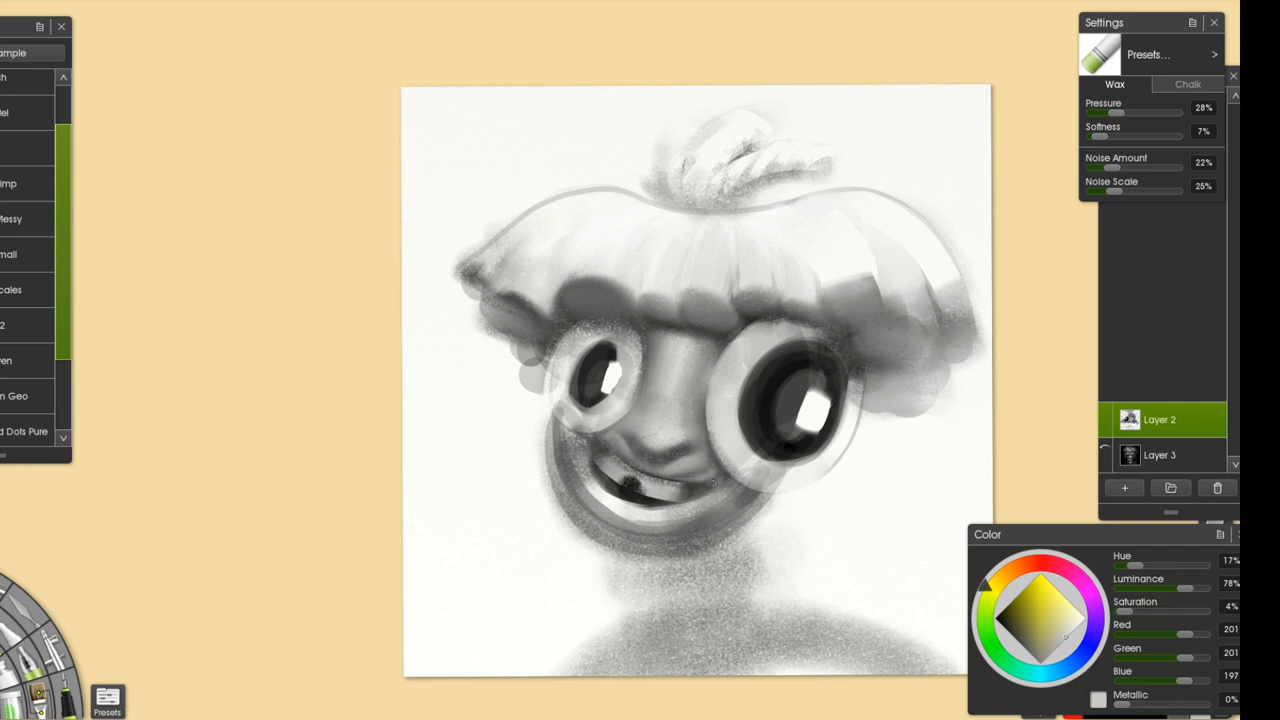 ample
sh
el
imp
Messy
mall
cales
2
en
n Geo
d Dots Pure
Presets
Settings
Presets...
>
Wax
Chalk
Pressure
28%
Softness
7%
Noise Amount
22%
Noise Scale
25%
Layer 2
Layer 3
+
Color
Hue
17%
Luminance
78%
Saturation
4%
Red
201
Green
201
Blue
197
Metallic
0%